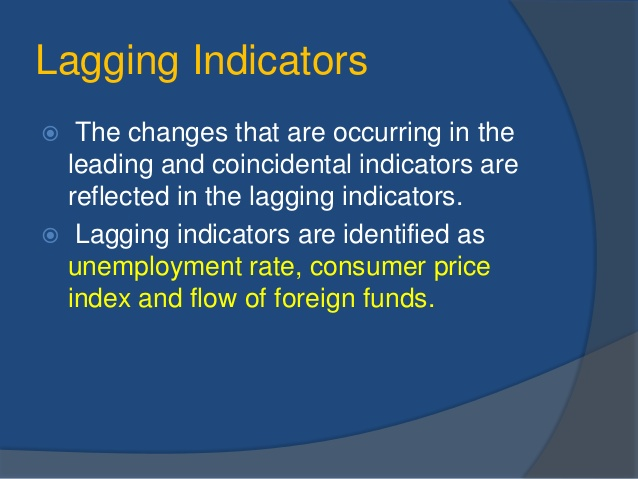 Lagging Indicators
The changes that are occurring in the
leading and coincidental indicators are
reflected in the lagging indicators.
Lagging indicators are identified as
unemployment rate, consumer price
index and flow of foreign funds.